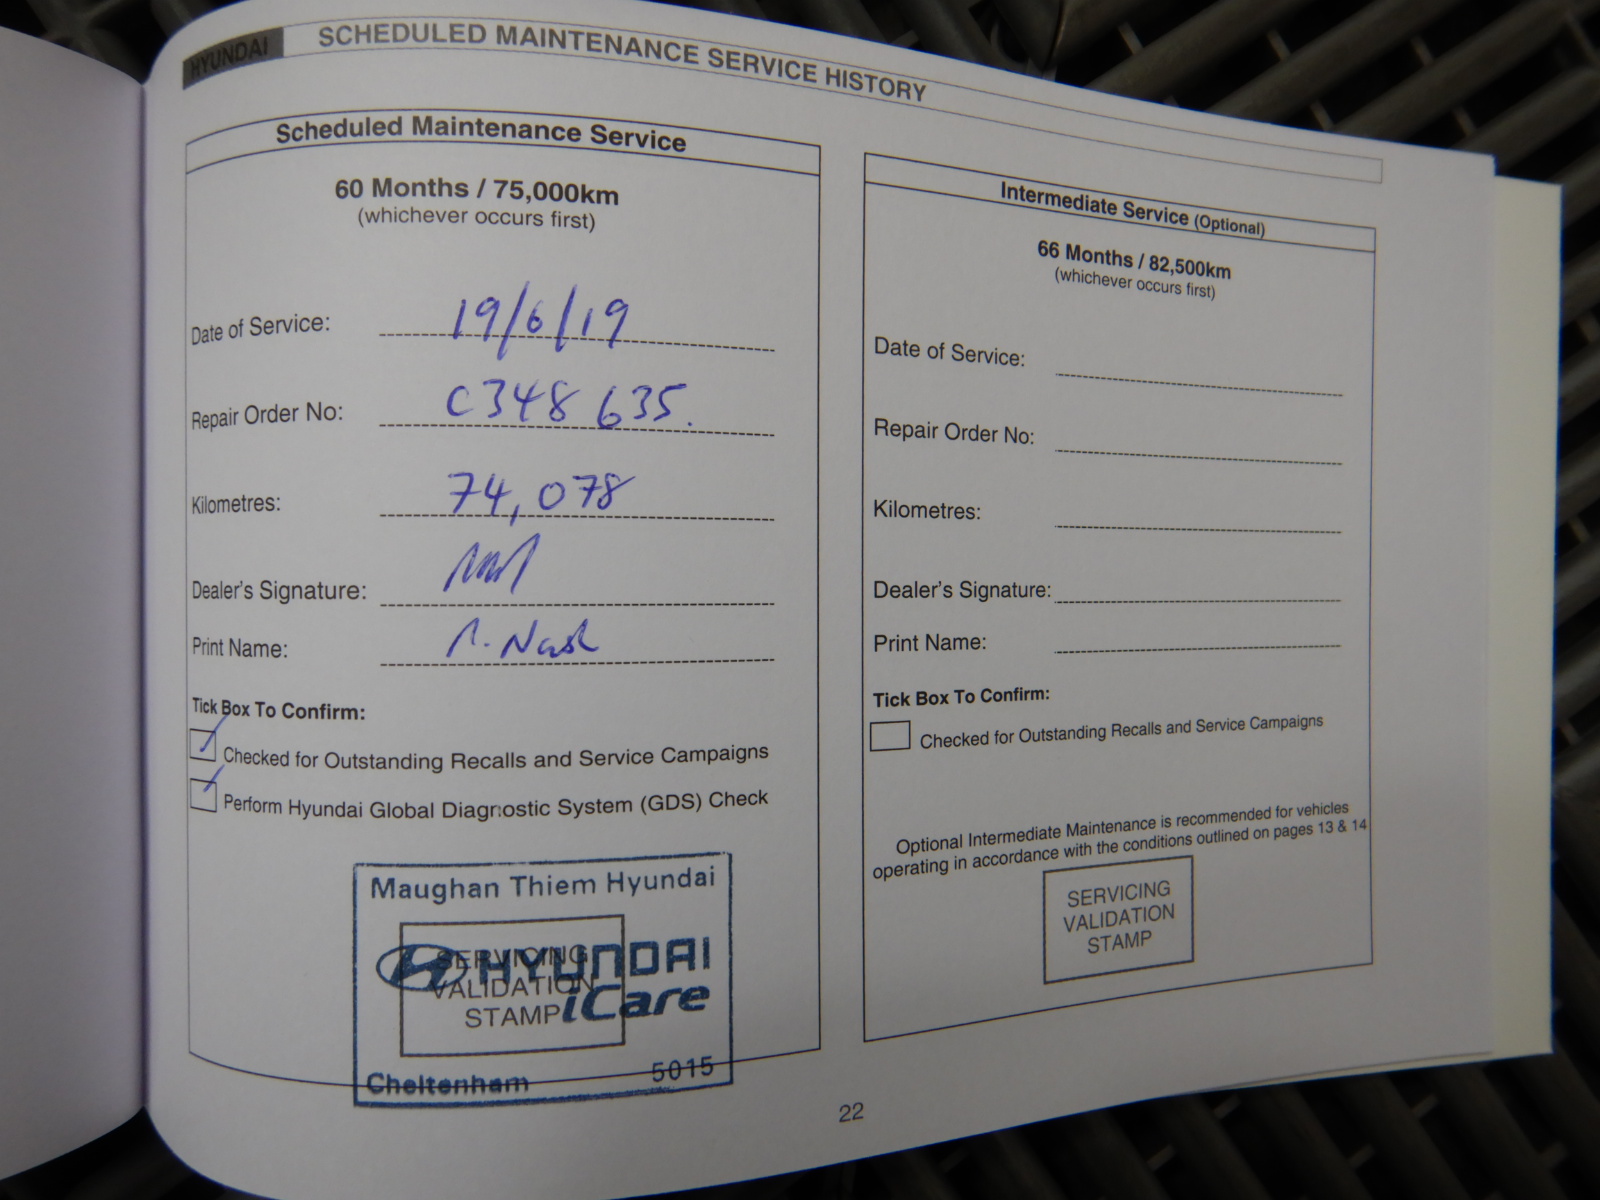 HYUNDAI
SCHEDULED MAINTENANCE SERVICE HISTORY
Scheduled Maintenance Service
60 Months / 75,000km
(whichever occurs first)
Date of Service: 19/6/19
Repair Order No: C348 635.
Kilometres: 74,078
Dealer's Signature:
Print Name: Nash
Tick Box To Confirm:
Checked for Outstanding Recalls and Service Campaigns
Perform Hyundai Global Diagnostic System (GDS) Check
Maughan Thiem Hyundai
SERVICING
VALIDATION
STAMP
HYUNDAI
iCare
Cheltenham 5015
Intermediate Service (Optional)
66 Months / 82,500km
(whichever occurs first)
Date of Service:
Repair Order No:
Kilometres:
Dealer's Signature:
Print Name:
Tick Box To Confirm:
Checked for Outstanding Recalls and Service Campaigns
Optional Intermediate Maintenance is recommended for vehicles
operating in accordance with the conditions outlined on pages 13 & 14
SERVICING
VALIDATION
STAMP
22